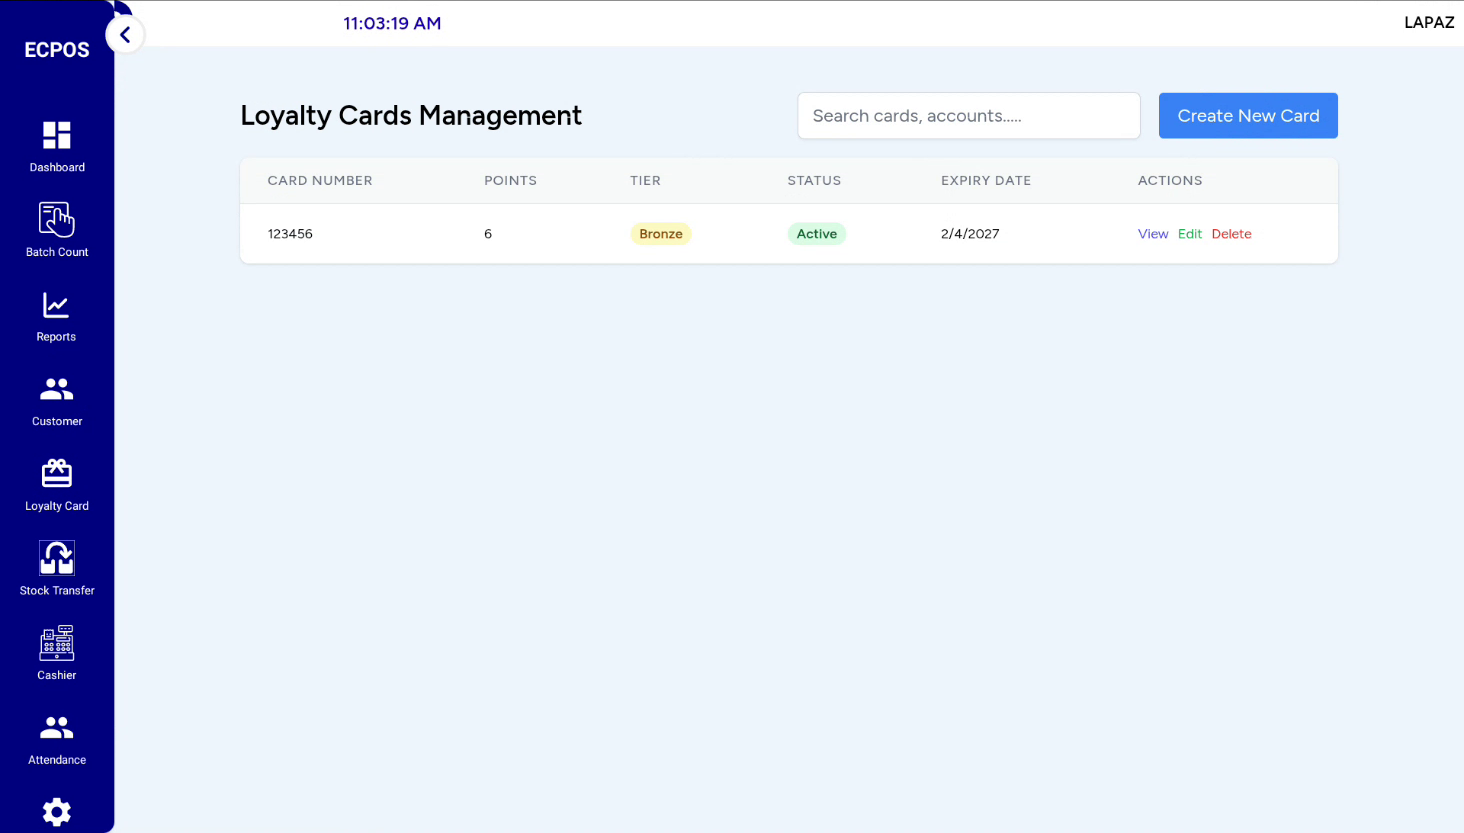 11:03:19 AM
LAPAZ
ECPOS
Dashboard
Batch Count
Reports
Customer
Loyalty Card
Stock Transfer
Cashier
Attendance
Loyalty Cards Management
Search cards, accounts.....
Create New Card
CARD NUMBER POINTS TIER STATUS EXPIRY DATE ACTIONS
123456 6 Bronze Active 2/4/2027 View Edit Delete